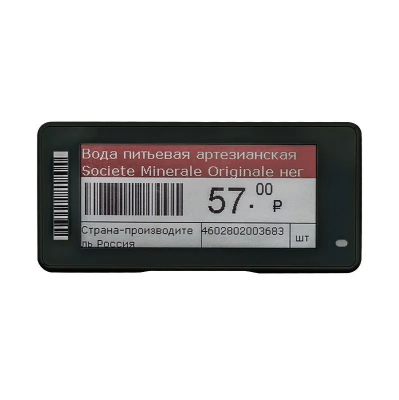 Вода питьевая артезианская
Societe Minerale Originale нег
57.00 ₽
Страна-производите
ль Россия
4602802003683
шт